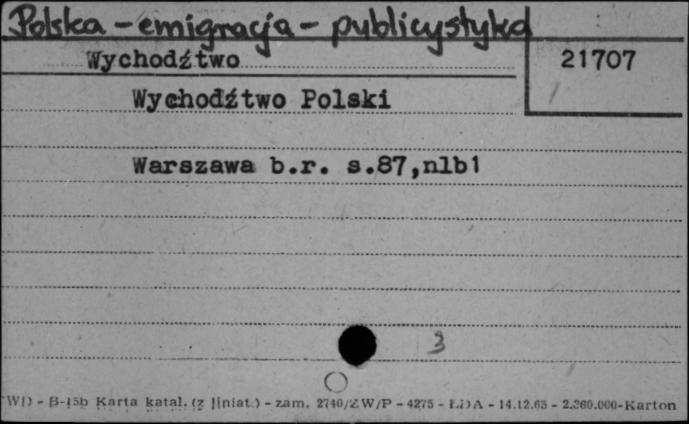 Polska - emigracja - publicystyka
Wychodźtwo
21707
Wychodźtwo Polski
Warszawa b.r. s.87,nlb1
3
WD - B-15b Karta katal. (z liniat.) - zam. 2740/ZW/P - 4275 - ŁDA - 14.12.65 - 2.360.000-Karton